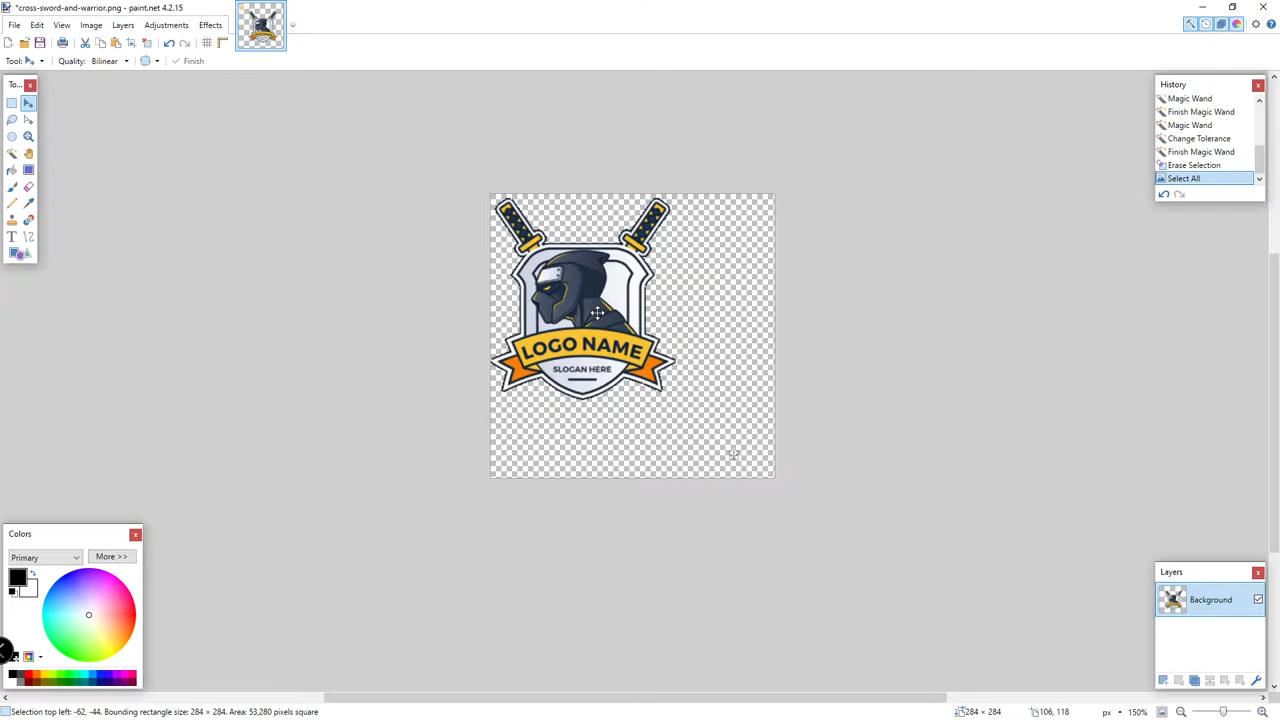 *cross-sword-and-warrior.png - paint.net 4.2.15
File Edit View Image Layers Adjustments Effects
Tool: Quality: Bilinear Finish
To...
History
Magic Wand
Finish Magic Wand
Magic Wand
Change Tolerance
Finish Magic Wand
Erase Selection
Select All
LOGO NAME
SLOGAN HERE
Colors
Primary
More >>
Layers
Background
Selection top left: -62, -44. Bounding rectangle size: 284 × 284. Area: 53,280 pixels square
284 × 284
106, 118
px
150%